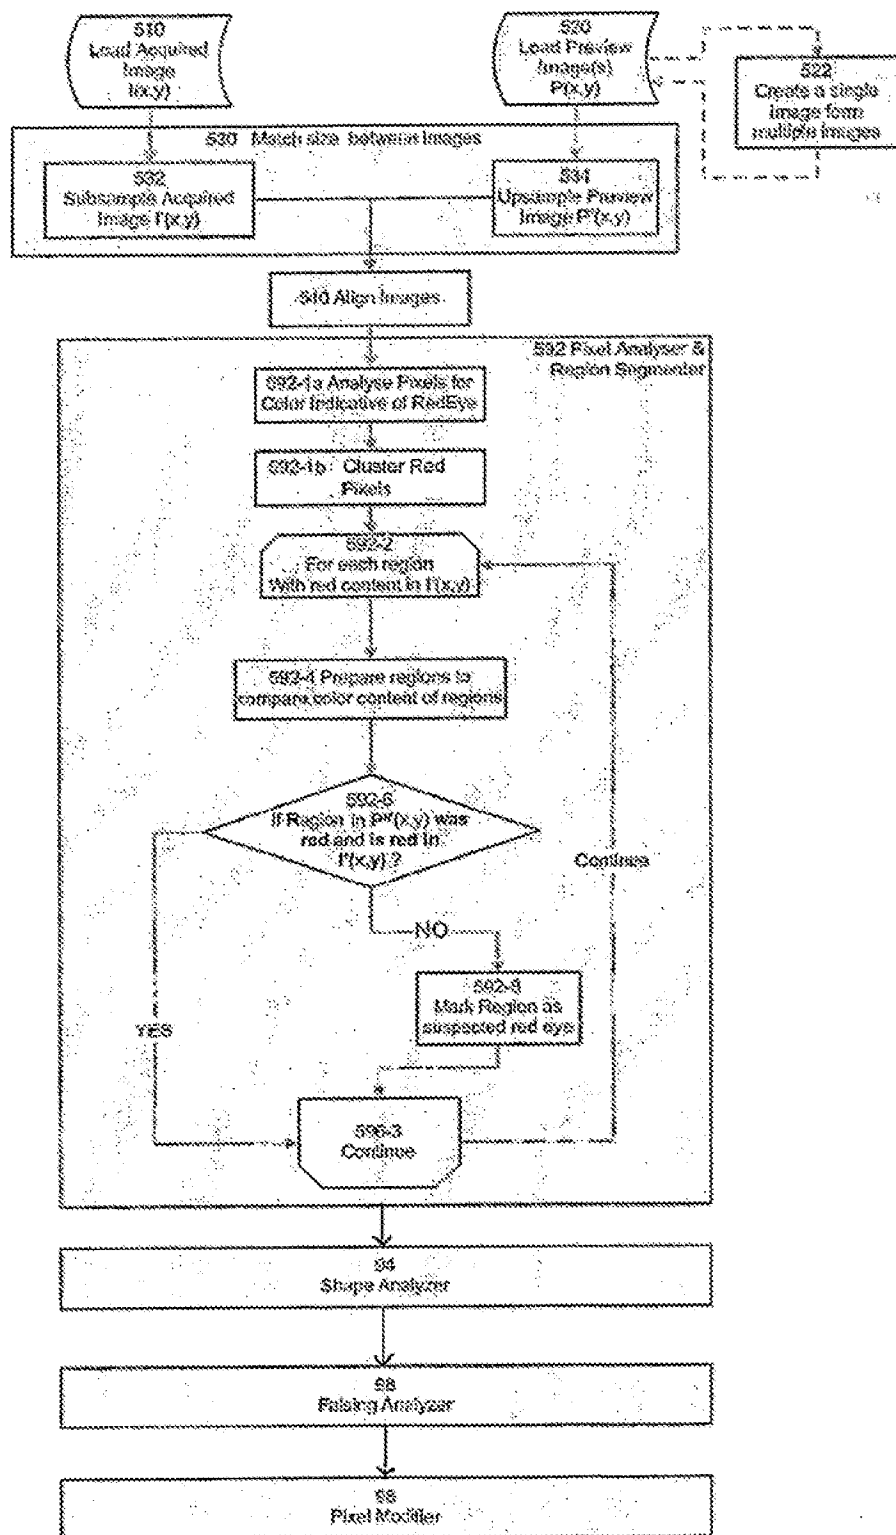 510
Load Acquired
Image
I(x,y)
520
Load Preview
Image(s)
P(x,y)
522
Create a single
image form
multiple images
530 Match size between Images
532
Subsample Acquired
Image I'(x,y)
534
Upsample Preview
Image P'(x,y)
540 Align Images
592 Pixel Analyser &
Region Segmenter
592-1a Analyse Pixels for
Color Indicative of RedEye
592-1b Cluster Red
Pixels
592-2
For each region
With red content in I'(x,y)
592-4 Prepare regions to
compare color content of regions
592-6
If Region in P''(x,y) was
red and is red in
I'(x,y) ?
Continue
NO
592-8
Mark Region as
suspected red eye
YES
596-3
Continue
94
Shape Analyzer
98
Falsing Analyzer
96
Pixel Modifier